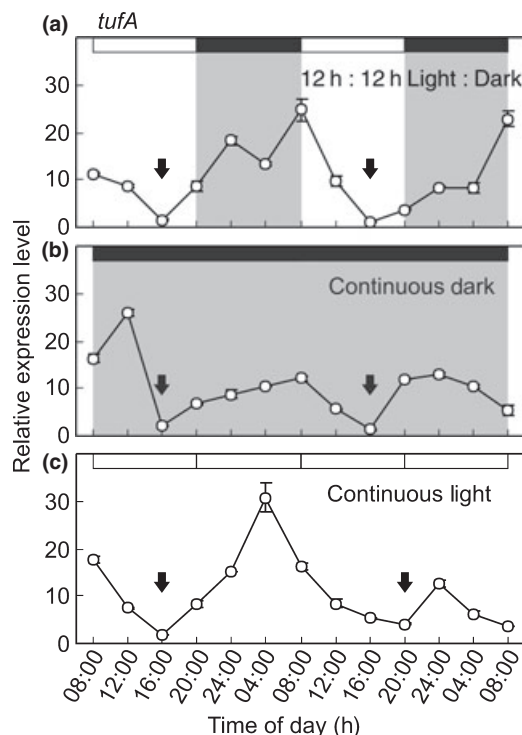 (a) tufA
12 h : 12 h Light : Dark
30
20
10
0
(b)
Continuous dark
30
20
10
0
(c)
Continuous light
30
20
10
0
Relative expression level
08:00 12:00 16:00 20:00 24:00 04:00 08:00 12:00 16:00 20:00 24:00 04:00 08:00
Time of day (h)